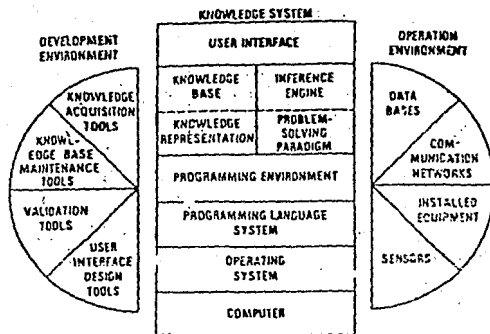 KNOWLEDGE SYSTEM
DEVELOPMENT
ENVIRONMENT
KNOWLEDGE
ACQUISITION
TOOLS
KNOWL-
EDGE BASE
MAINTENANCE
TOOLS
VALIDATION
TOOLS
USER
INTERFACE
DESIGN
TOOLS
USER INTERFACE
KNOWLEDGE
BASE
INFERENCE
ENGINE
KNOWLEDGE
REPRESENTATION
PROBLEM-
SOLVING
PARADIGM
PROGRAMMING ENVIRONMENT
PROGRAMMING LANGUAGE
SYSTEM
OPERATING
SYSTEM
COMPUTER
OPERATION
ENVIRONMENT
DATA
BASES
COM-
MUNICATION
NETWORKS
INSTALLED
EQUIPMENT
SENSORS